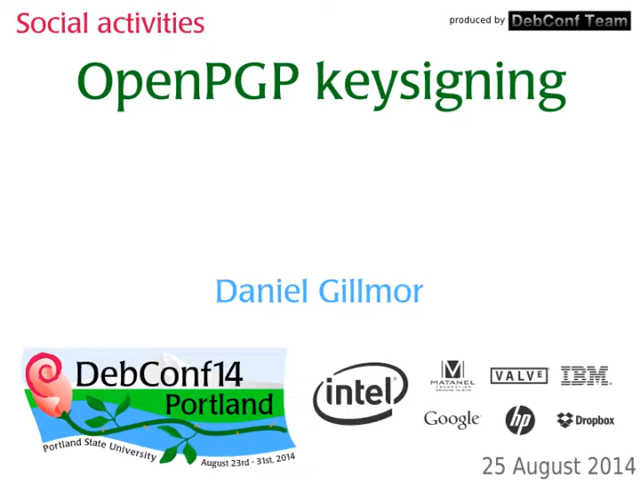 Social activities
produced by DebConf Team
OpenPGP keysigning
Daniel Gillmor
DebConf14
Portland
Portland State University
August 23rd - 31st, 2014
intel
MATANEL
VALVE
IBM
Google
hp
Dropbox
25 August 2014